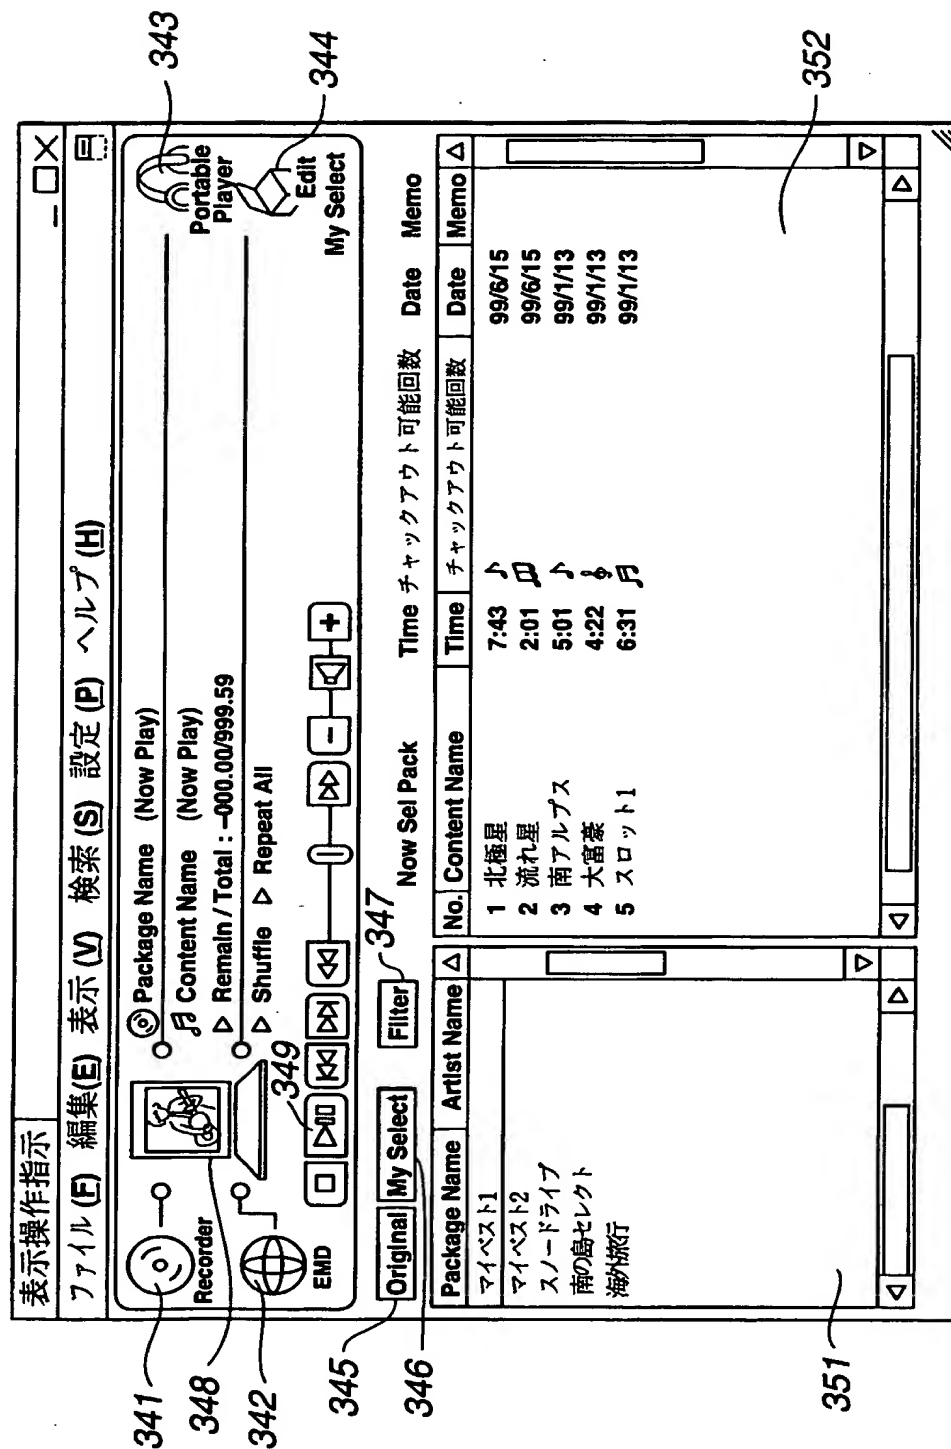 表示操作指示
ファイル (F) 編集(E) 表示 (V) 検索 (S) 設定 (P) ヘルプ (H)
341
348
342
Recorder
EMD
Package Name (Now Play)
Content Name (Now Play)
Remain / Total : –000.00/999.59
Shuffle Repeat All
349
– +
Portable
Player
Edit
My Select
343
344
345
346
347
Original My Select Filter
Now Sel Pack Time チャックアウト可能回数 Date Memo
Package Name Artist Name
マイベスト1
マイベスト2
スノードライブ
南の島セレクト
海外旅行
351
No. Content Name Time チャックアウト可能回数 Date Memo
1 北極星 7:43 ♪ 99/6/15
2 流れ星 2:01 99/6/15
3 南アルプス 5:01 ♪ 99/1/13
4 大富豪 4:22 99/1/13
5 スロット1 6:31 ♬ 99/1/13
352